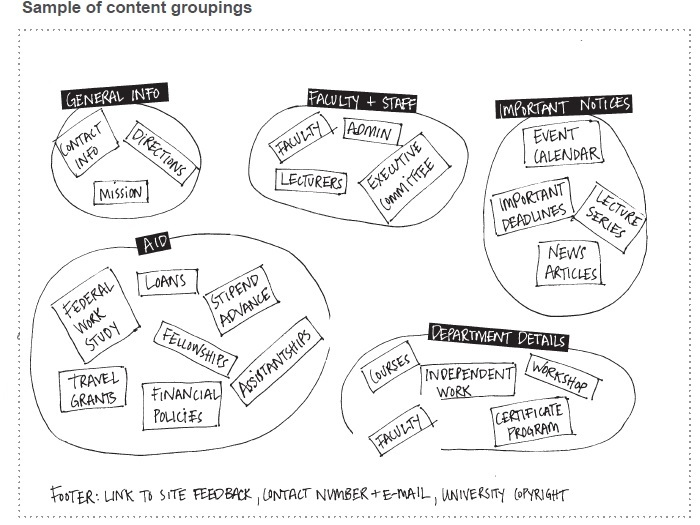 Sample of content groupings
GENERAL INFO
CONTACT
INFO
DIRECTIONS
MISSION
FACULTY + STAFF
FACULTY
ADMIN
LECTURERS
EXECUTIVE
COMMITTEE
IMPORTANT NOTICES
EVENT
CALENDAR
IMPORTANT
DEADLINES
LECTURE
SERIES
NEWS
ARTICLES
AID
FEDERAL
WORK
STUDY
LOANS
STIPEND
ADVANCE
FELLOWSHIPS
ASSISTANTSHIPS
TRAVEL
GRANTS
FINANCIAL
POLICIES
DEPARTMENT DETAILS
COURSES
INDEPENDENT
WORK
WORKSHOP
FACULTY
CERTIFICATE
PROGRAM
FOOTER: LINK TO SITE FEEDBACK, CONTACT NUMBER + E-MAIL, UNIVERSITY COPYRIGHT